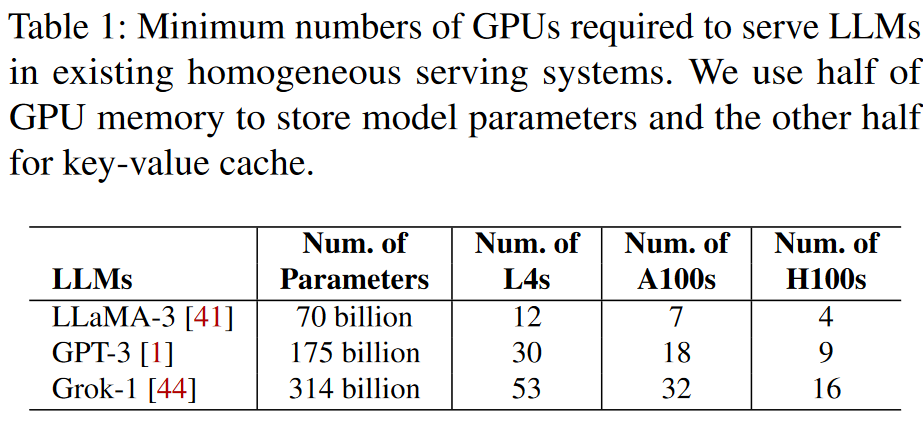 Table 1: Minimum numbers of GPUs required to serve LLMs
in existing homogeneous serving systems. We use half of
GPU memory to store model parameters and the other half
for key-value cache.
LLMs Num. of Parameters Num. of L4s Num. of A100s Num. of H100s
LLaMA-3 [41] 70 billion 12 7 4
GPT-3 [1] 175 billion 30 18 9
Grok-1 [44] 314 billion 53 32 16